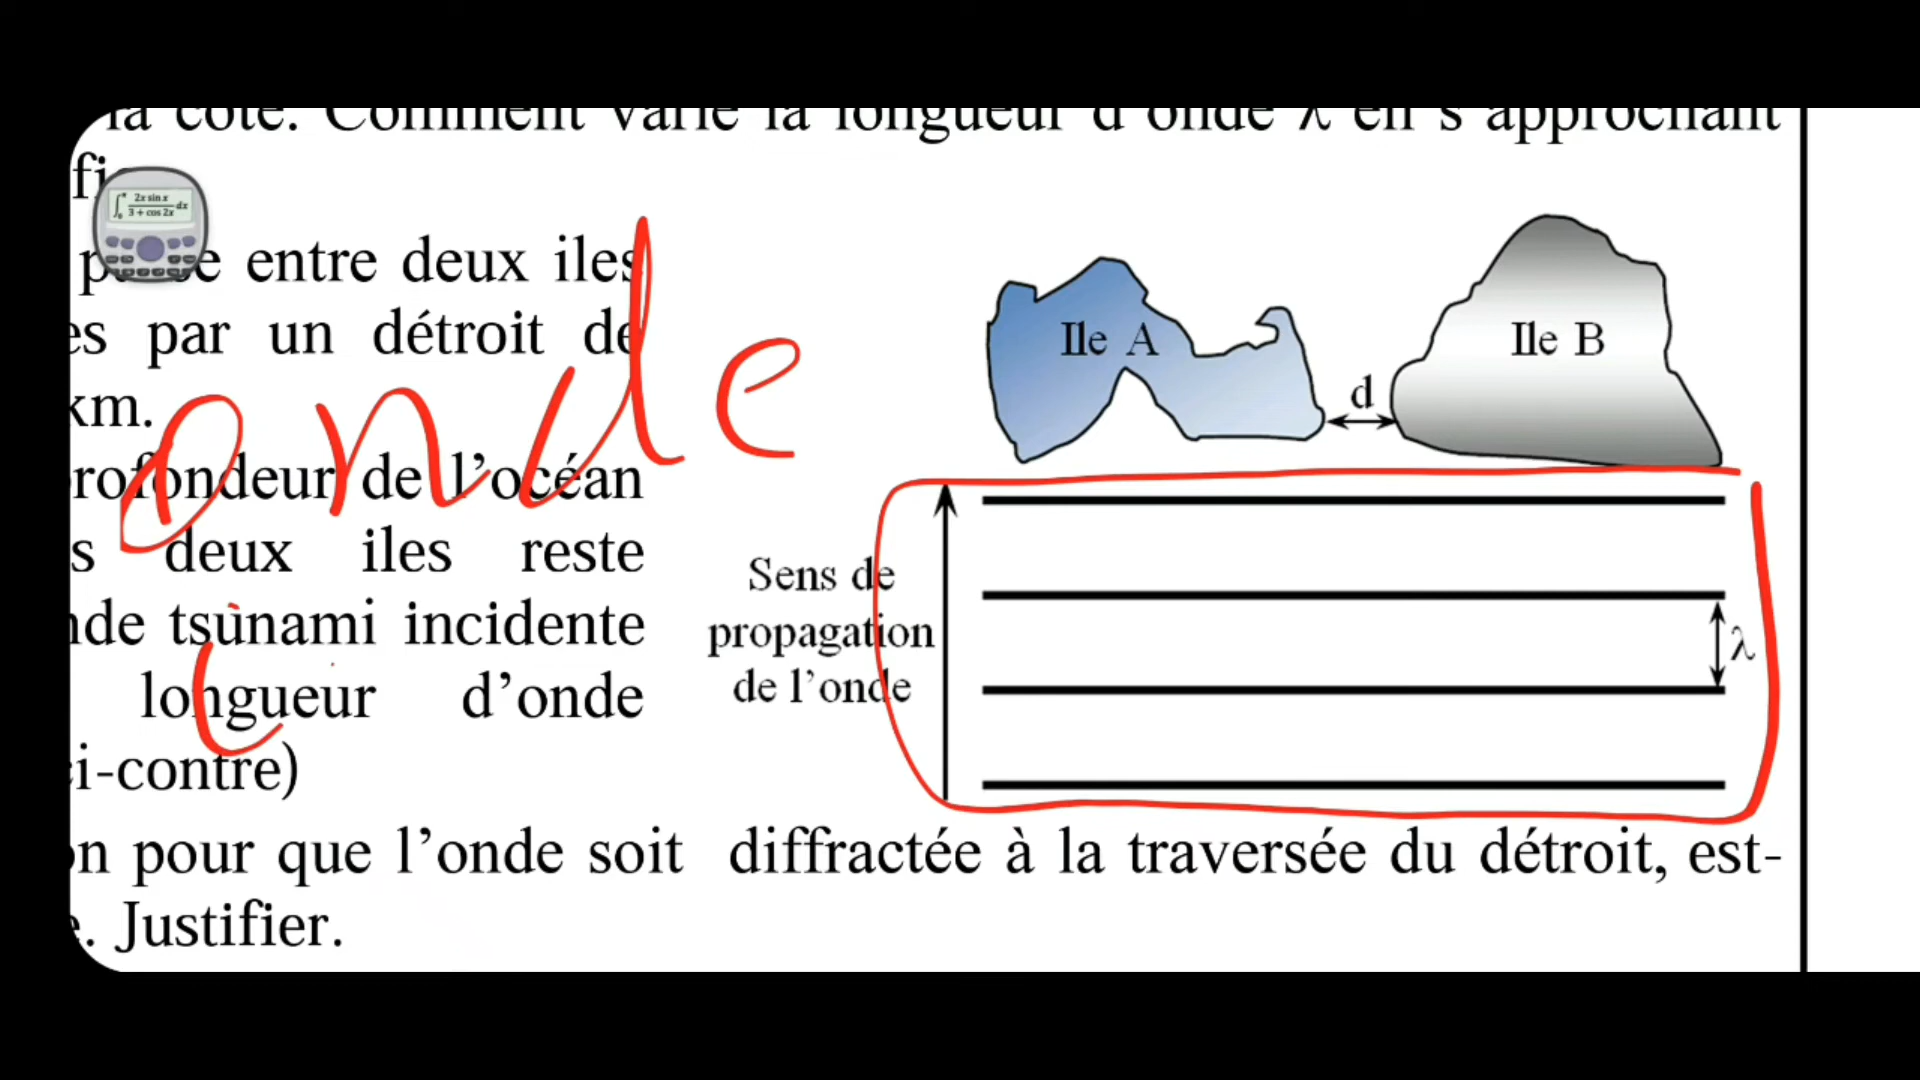 la côte. Comment varie la longueur d'onde λ en s'approchant
entre deux iles
es par un détroit de
km.
rofondeur de l'océan
s deux iles reste
nde tsunami incidente
longueur d'onde
ci-contre)
onde
Ile A
Ile B
d
Sens de
propagation
de l'onde
λ
on pour que l'onde soit diffractée à la traversée du détroit, est-
e. Justifier.